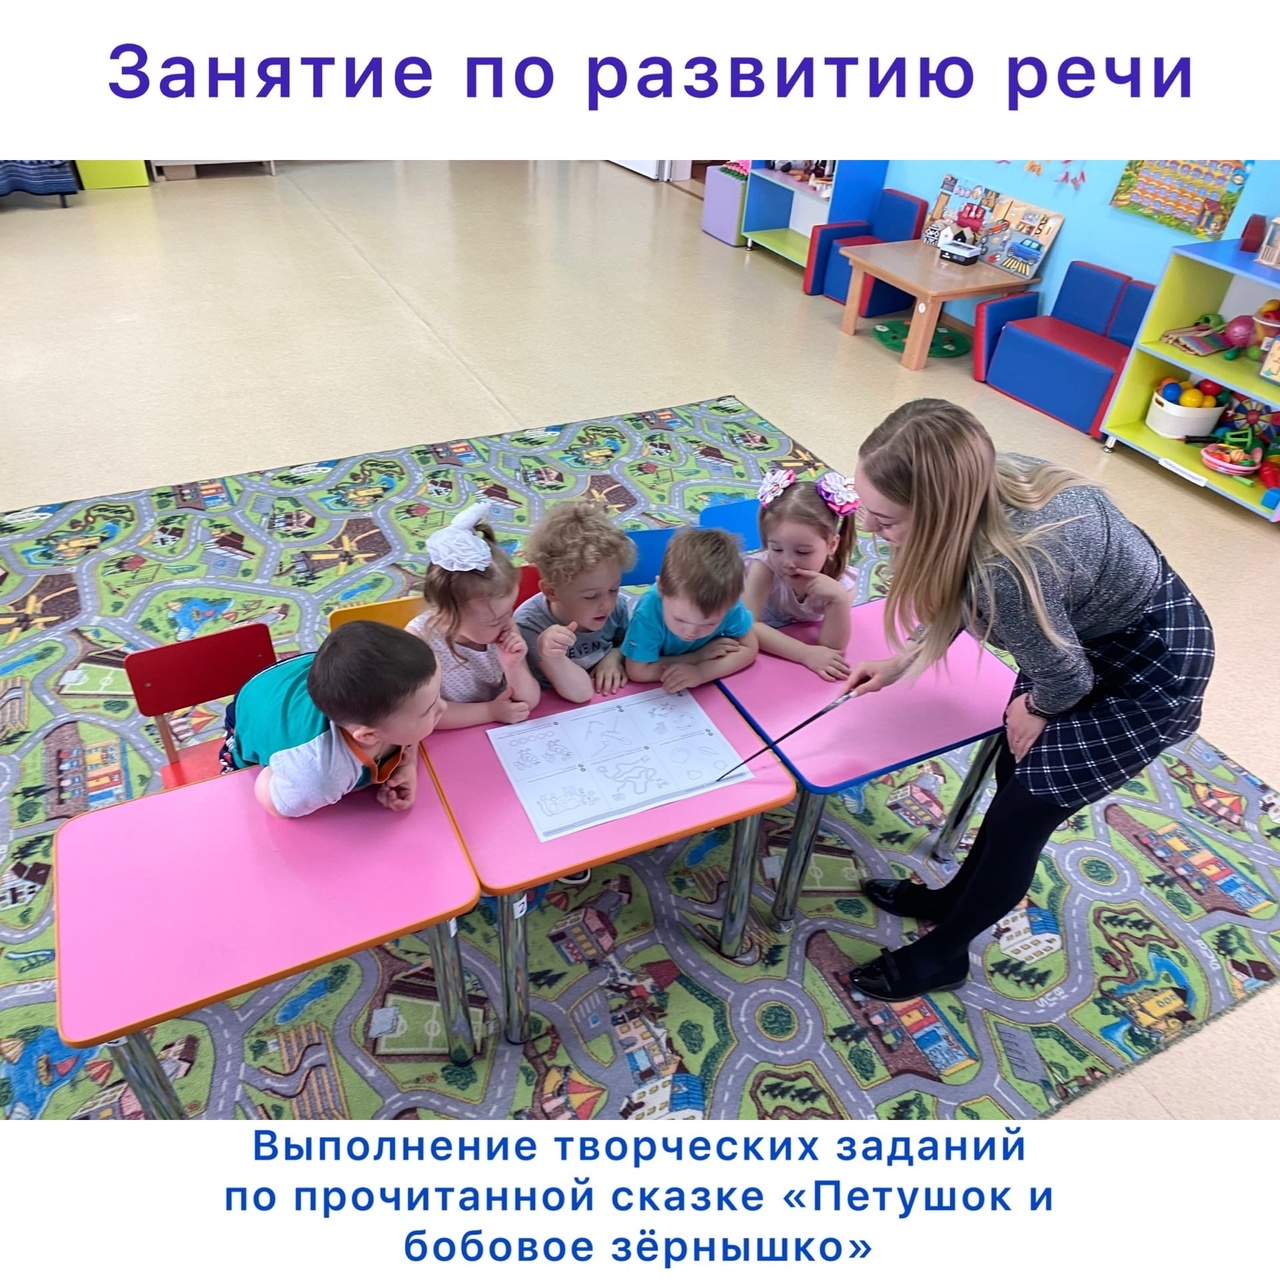 Занятие по развитию речи
Выполнение творческих заданий
по прочитанной сказке «Петушок и
бобовое зёрнышко»